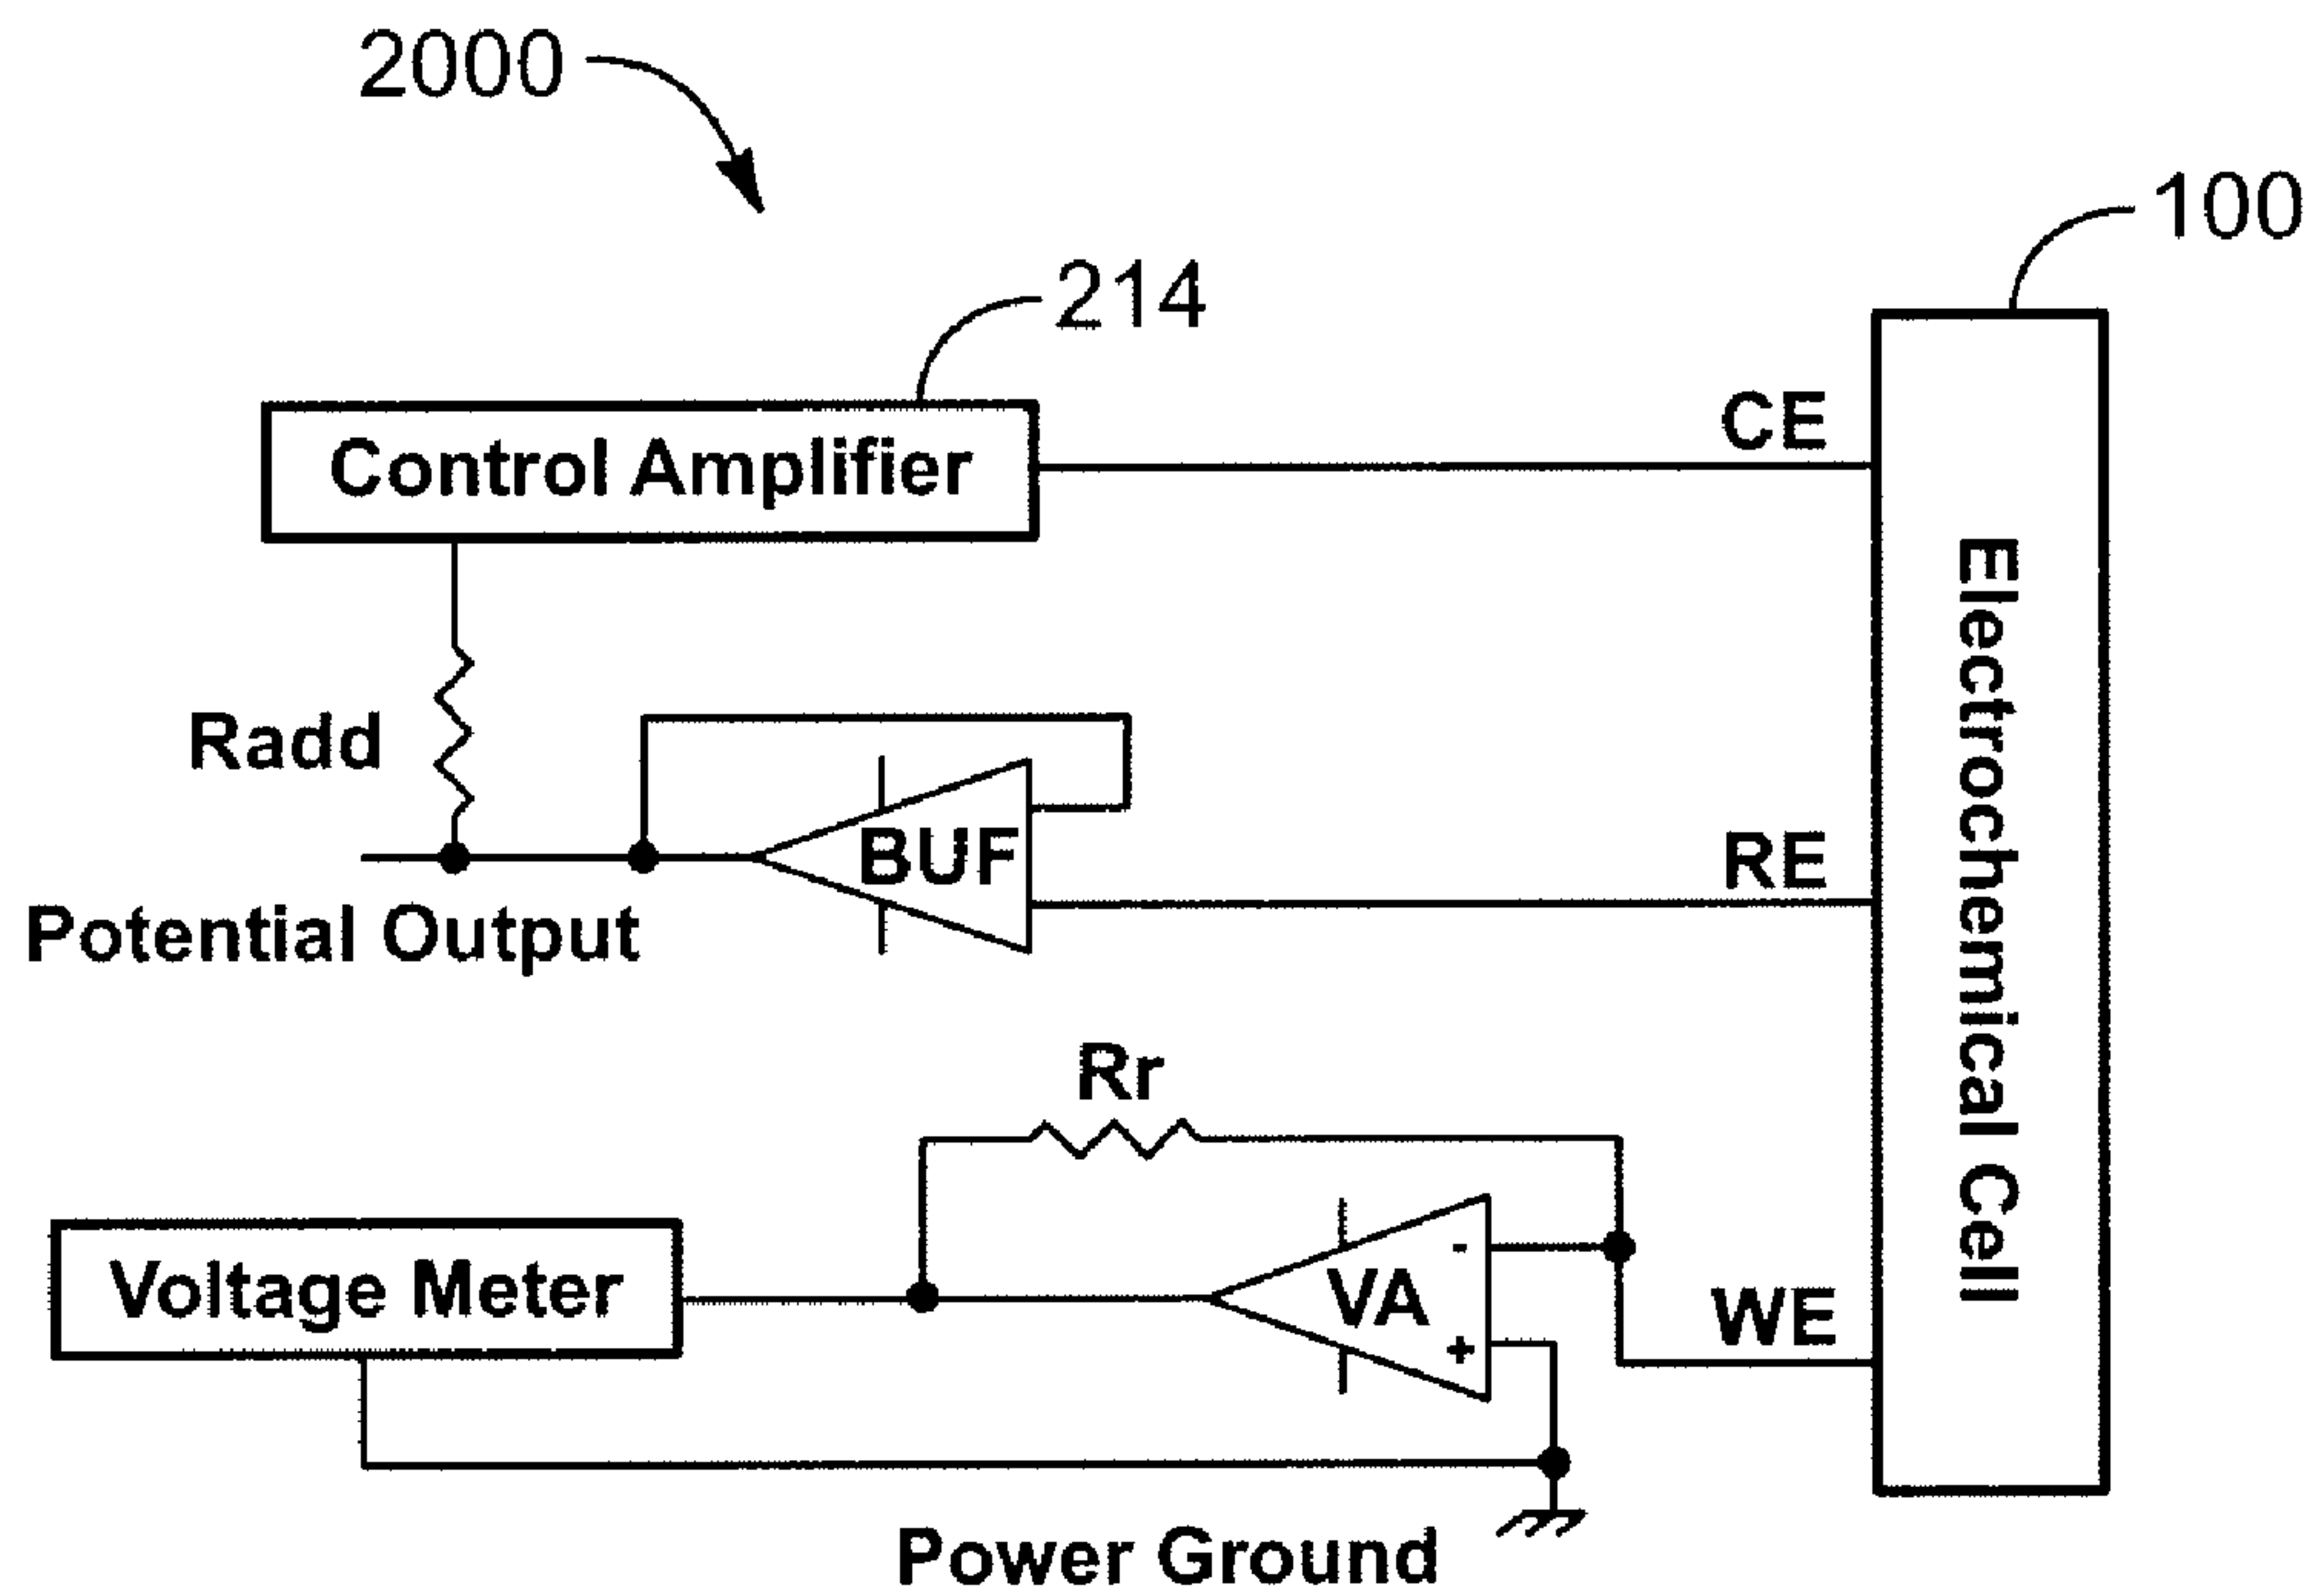 2000
100
214
CE
Control Amplifier
Radd
BUF
RE
Potential Output
Electrochemical Cell
Rr
-
VA
Voltage Meter
+
WE
Power Ground